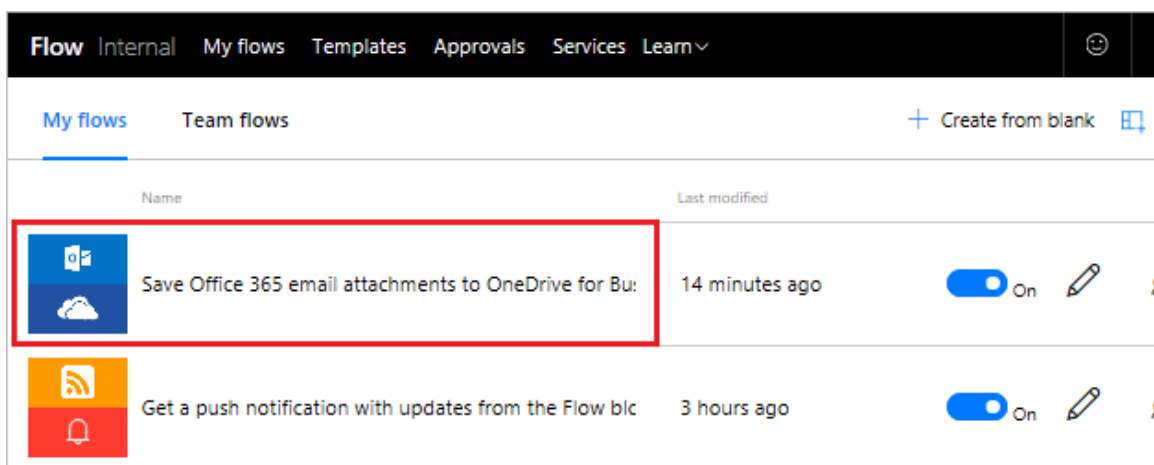 Flow Internal My flows Templates Approvals Services Learn
My flows Team flows Create from blank
Name Last modified
Save Office 365 email attachments to OneDrive for Bu 14 minutes ago On
Get a push notification with updates from the Flow blo 3 hours ago On